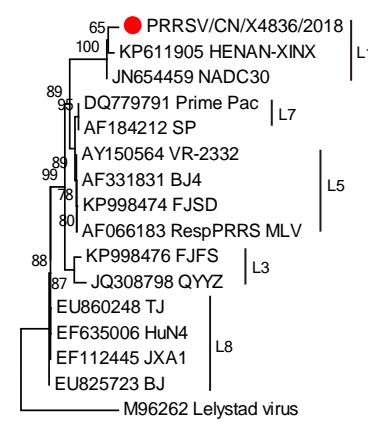 65 PRRSV/CN/X4836/2018
100 KP611905 HENAN-XINX
JN654459 NADC30
89
95 DQ779791 Prime Pac L7
AF184212 SP
AY150564 VR-2332
89 AF331831 BJ4 L5
99
78 KP998474 FJSD
80 AF066183 RespPRRS MLV
KP998476 FJFS L3
88
87 JQ308798 QYYZ
EU860248 TJ
EF635006 HuN4
EF112445 JXA1 L8
EU825723 BJ
M96262 Lelystad virus